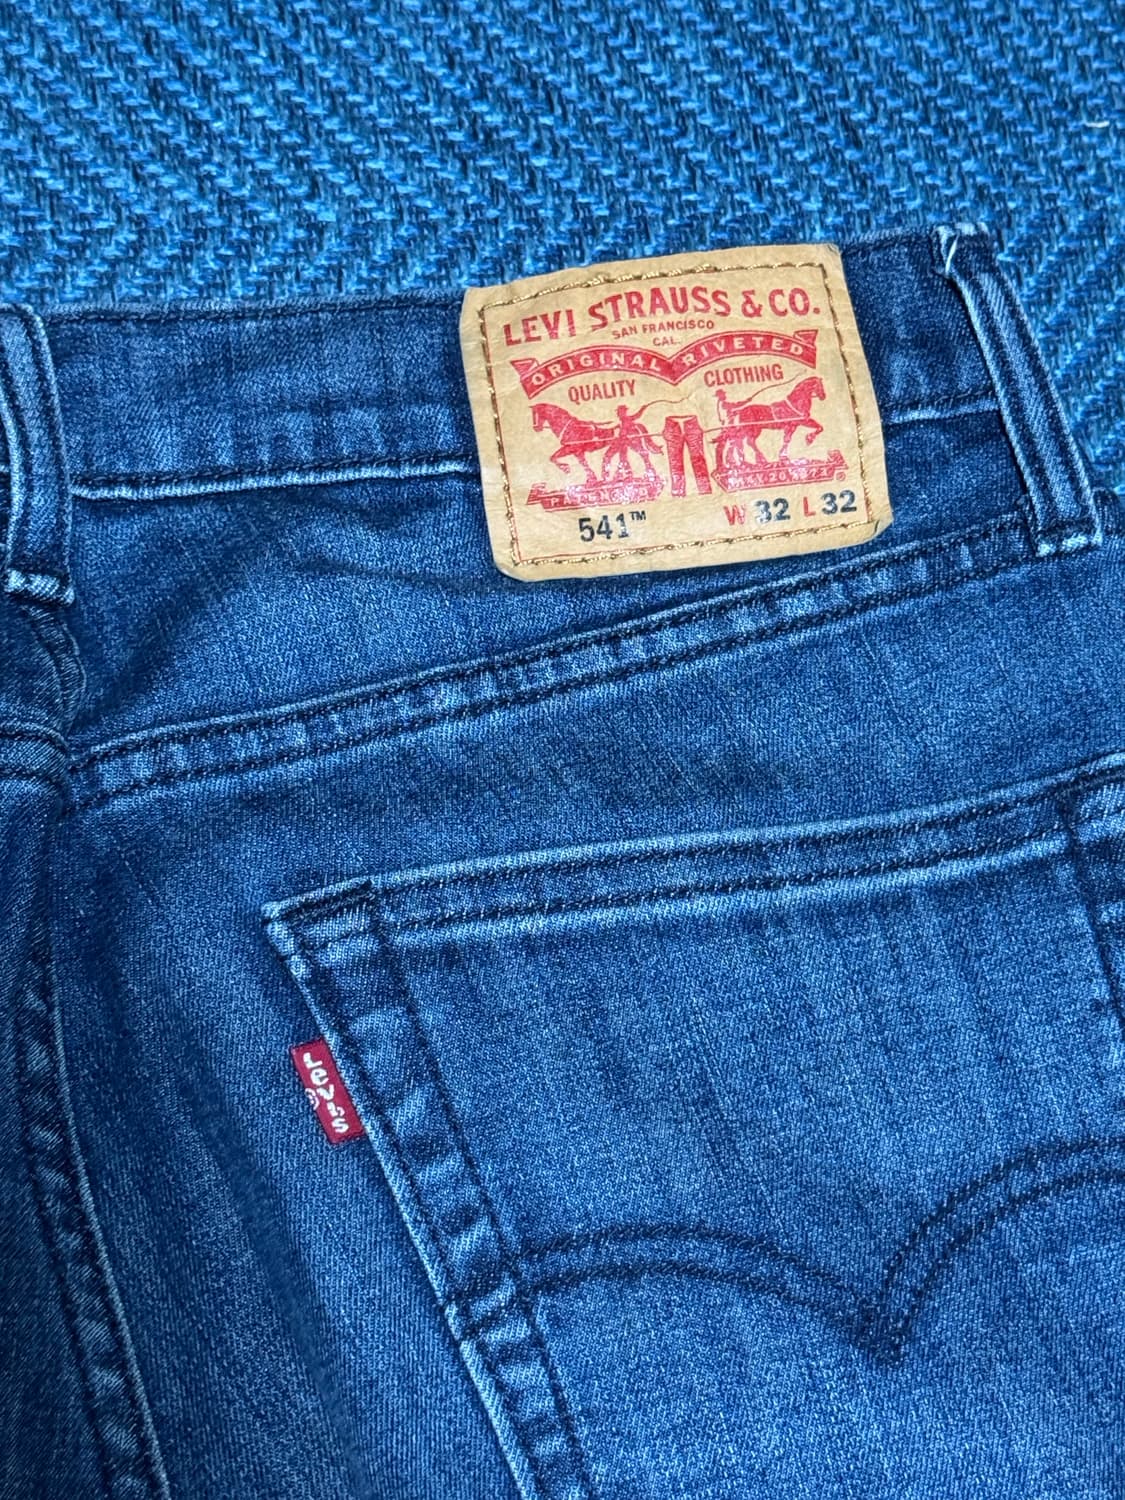 LEVI STRAUSS & CO.
SAN FRANCISCO
CAL.
ORIGINAL RIVETED
QUALITY CLOTHING
541™ W 32 L 32
Levi's